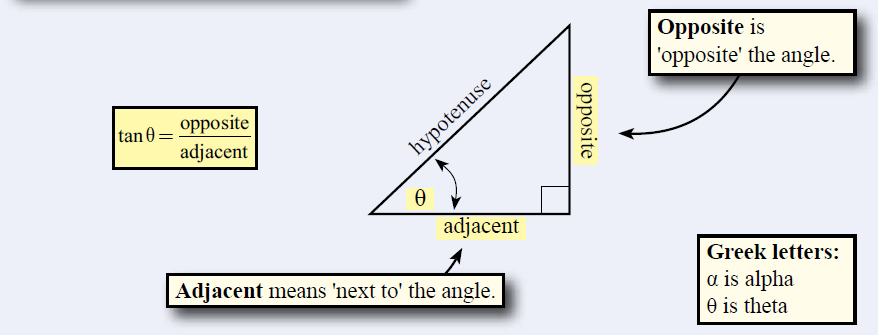 Opposite is
'opposite' the angle.
tan θ = opposite
adjacent
hypotenuse
opposite
θ
adjacent
Adjacent means 'next to' the angle.
Greek letters:
α is alpha
θ is theta